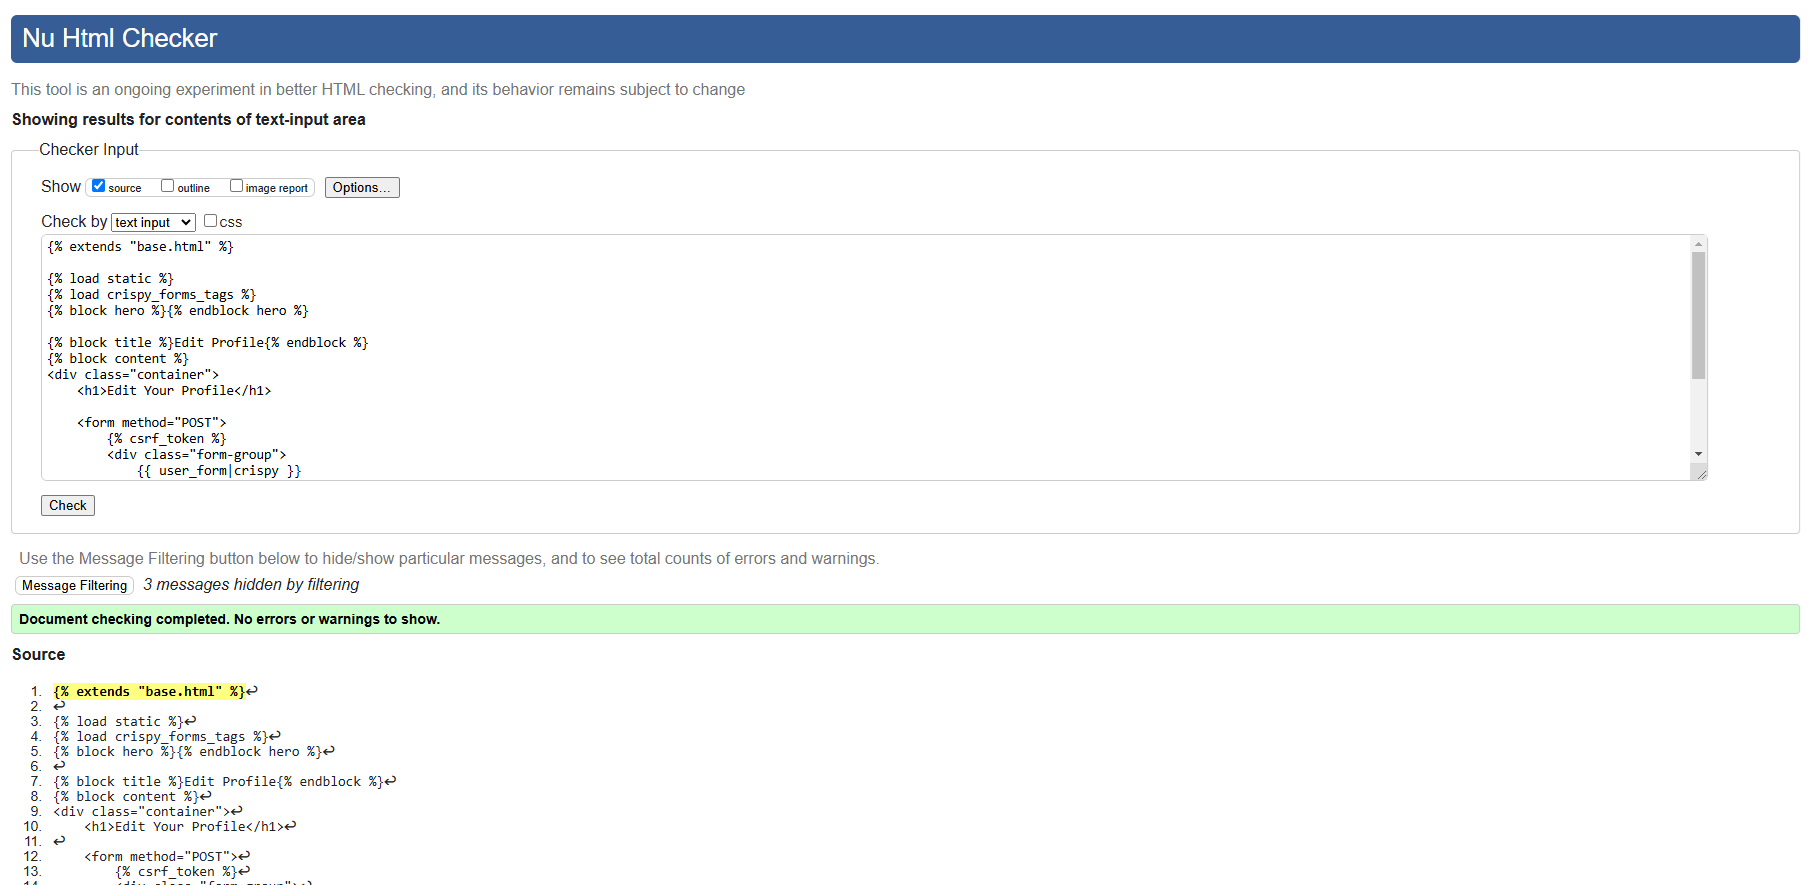 Nu Html Checker
This tool is an ongoing experiment in better HTML checking, and its behavior remains subject to change
Showing results for contents of text-input area
Checker Input
Show source outline image report Options...
Check by text input css
{% extends "base.html" %}
{% load static %}
{% load crispy_forms_tags %}
{% block hero %}{% endblock hero %}
{% block title %}Edit Profile{% endblock %}
{% block content %}
<div class="container">
    <h1>Edit Your Profile</h1>
    <form method="POST">
        {% csrf_token %}
        <div class="form-group">
            {{ user_form|crispy }}
Check
Use the Message Filtering button below to hide/show particular messages, and to see total counts of errors and warnings.
Message Filtering 3 messages hidden by filtering
Document checking completed. No errors or warnings to show.
Source
1. {% extends "base.html" %}↩
2. ↩
3. {% load static %}↩
4. {% load crispy_forms_tags %}↩
5. {% block hero %}{% endblock hero %}↩
6. ↩
7. {% block title %}Edit Profile{% endblock %}↩
8. {% block content %}↩
9. <div class="container">↩
10.     <h1>Edit Your Profile</h1>↩
11. ↩
12.     <form method="POST">↩
13.         {% csrf_token %}↩